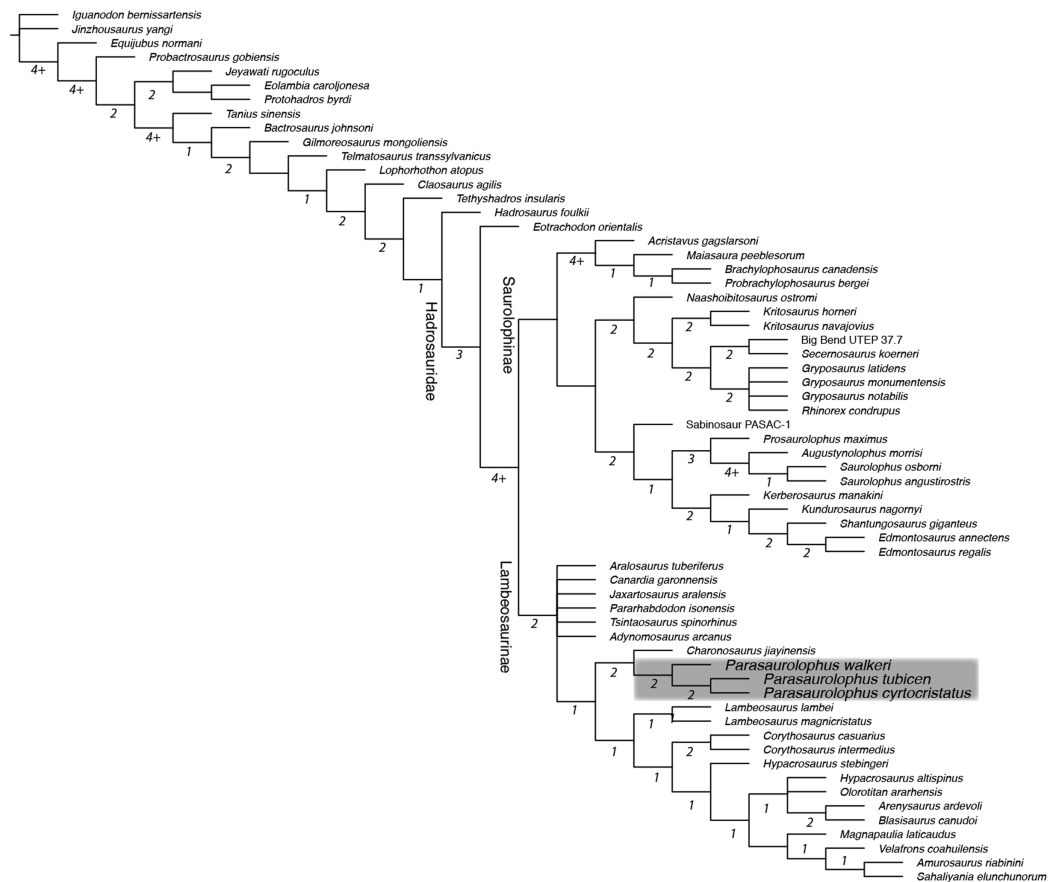 Iguanodon bernissartensis
Jinzhousaurus yangi
Equijubus normani
Probactrosaurus gobiensis
4+
Jeyawati rugoculus
4+
Eolambia caroljonesa
2
Protohadros byrdi
2
Tanius sinensis
Bactrosaurus johnsoni
4+
Gilmoreosaurus mongoliensis
1
Telmatosaurus transsylvanicus
2
Lophorhothon atopus
Claosaurus agilis
1
Tethyshadros insularis
Hadrosaurus foulkii
2
Eotrachodon orientalis
2
Acristavus gagslarsoni
Maiasaura peeblesorum
4+
Brachylophosaurus canadensis
1
Probrachylophosaurus bergei
1
1
Naashoibitosaurus ostromi
Kritosaurus horneri
2
Kritosaurus navajovius
2
Big Bend UTEP 37.7
2
Secernosaurus koerneri
2
Gryposaurus latidens
2
Gryposaurus monumentensis
Gryposaurus notabilis
2
Rhinorex condrupus
Hadrosauridae
3
Saurolophinae
Sabinosaur PASAC-1
Prosaurolophus maximus
2
Augustynolophus morrisi
3
Saurolophus osborni
4+
Saurolophus angustirostris
1
1
Kerberosaurus manakini
Kundurosaurus nagornyi
2
Shantungosaurus giganteus
1
Edmontosaurus annectens
2
Edmontosaurus regalis
2
4+
Lambeosaurinae
Aralosaurus tuberiferus
Canardia garonnensis
Jaxartosaurus aralensis
Pararhabdodon isonensis
Tsintaosaurus spinorhinus
2
Adynomosaurus arcanus
Charonosaurus jiayinensis
Parasaurolophus walkeri
2
Parasaurolophus tubicen
2
Parasaurolophus cyrtocristatus
2
Lambeosaurus lambei
1
Lambeosaurus magnicristatus
1
Corythosaurus casuarius
1
Corythosaurus intermedius
2
Hypacrosaurus stebingeri
1
Hypacrosaurus altispinus
Olorotitan ararhensis
1
Arenysaurus ardevoli
1
Blasisaurus canudoi
2
Magnapaulia laticaudus
1
Velafrons coahuilensis
1
Amurosaurus riabinini
1
Sahaliyania elunchunorum